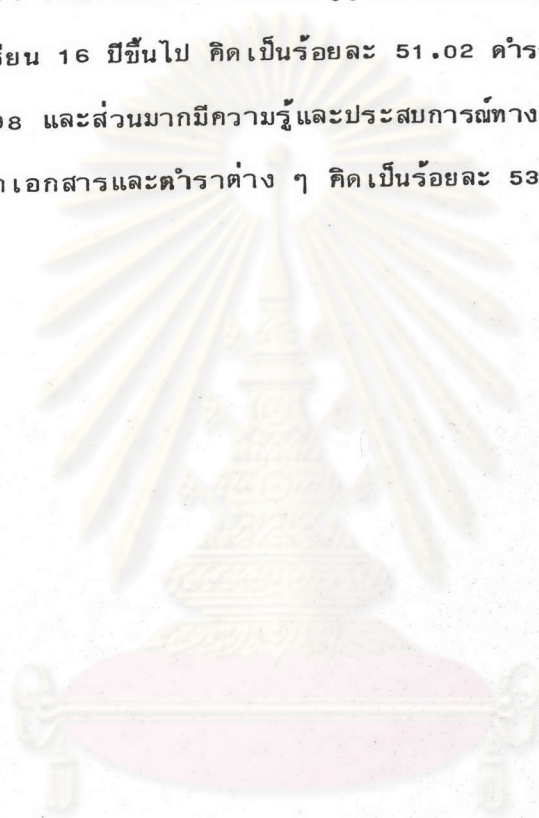 รียน 16 ปีขึ้นไป คิดเป็นร้อยละ 51.02 ดำร
98 และส่วนมากมีความรู้และประสบการณ์ทาง
เอกสารและตำราต่าง ๆ คิดเป็นร้อยละ 53